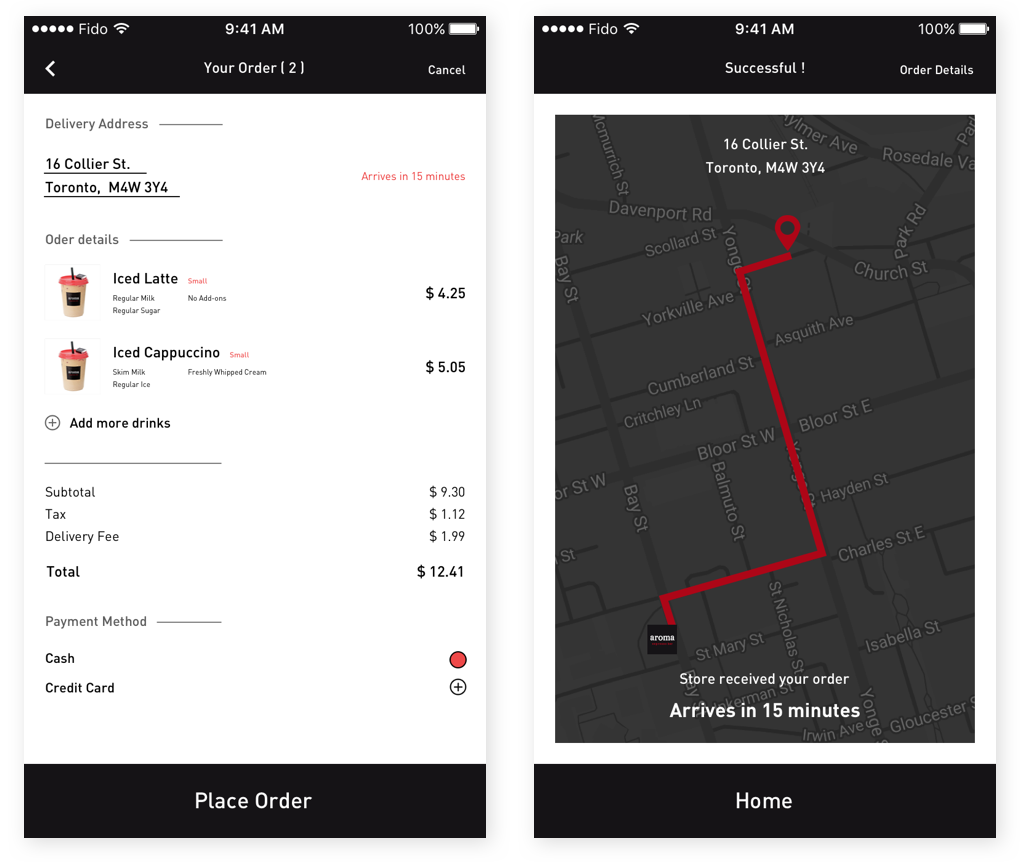 Fido
9:41 AM
100%
Your Order ( 2 )
Cancel
Delivery Address
16 Collier St.
Toronto, M4W 3Y4
Arrives in 15 minutes
Oder details
Iced Latte Small
Regular Milk No Add-ons
Regular Sugar
$ 4.25
Iced Cappuccino Small
Skim Milk Freshly Whipped Cream
Regular Ice
$ 5.05
Add more drinks
Subtotal $ 9.30
Tax $ 1.12
Delivery Fee $ 1.99
Total $ 12.41
Payment Method
Cash
Credit Card
Place Order
Fido
9:41 AM
100%
Successful !
Order Details
16 Collier St.
Toronto, M4W 3Y4
Mcmurrich St
Aylmer Ave
Rosedale Va
Park
Davenport Rd
Park Rd
Park
Scollard St
Yonge St
Bay St
Church St
Yorkville Ave
Asquith Ave
Cumberland St
Critchley Ln
Bloor St E
Bloor St W
or St W
Balmuto St
Hayden St
Bay St
Charles St E
St
St Nicholas St
aroma
St Mary St
Isabella St
Store received your order
Bay S
Inkerman St
Arrives in 15 minutes
Yonge S
Gloucester S
Irwin Ave
Home